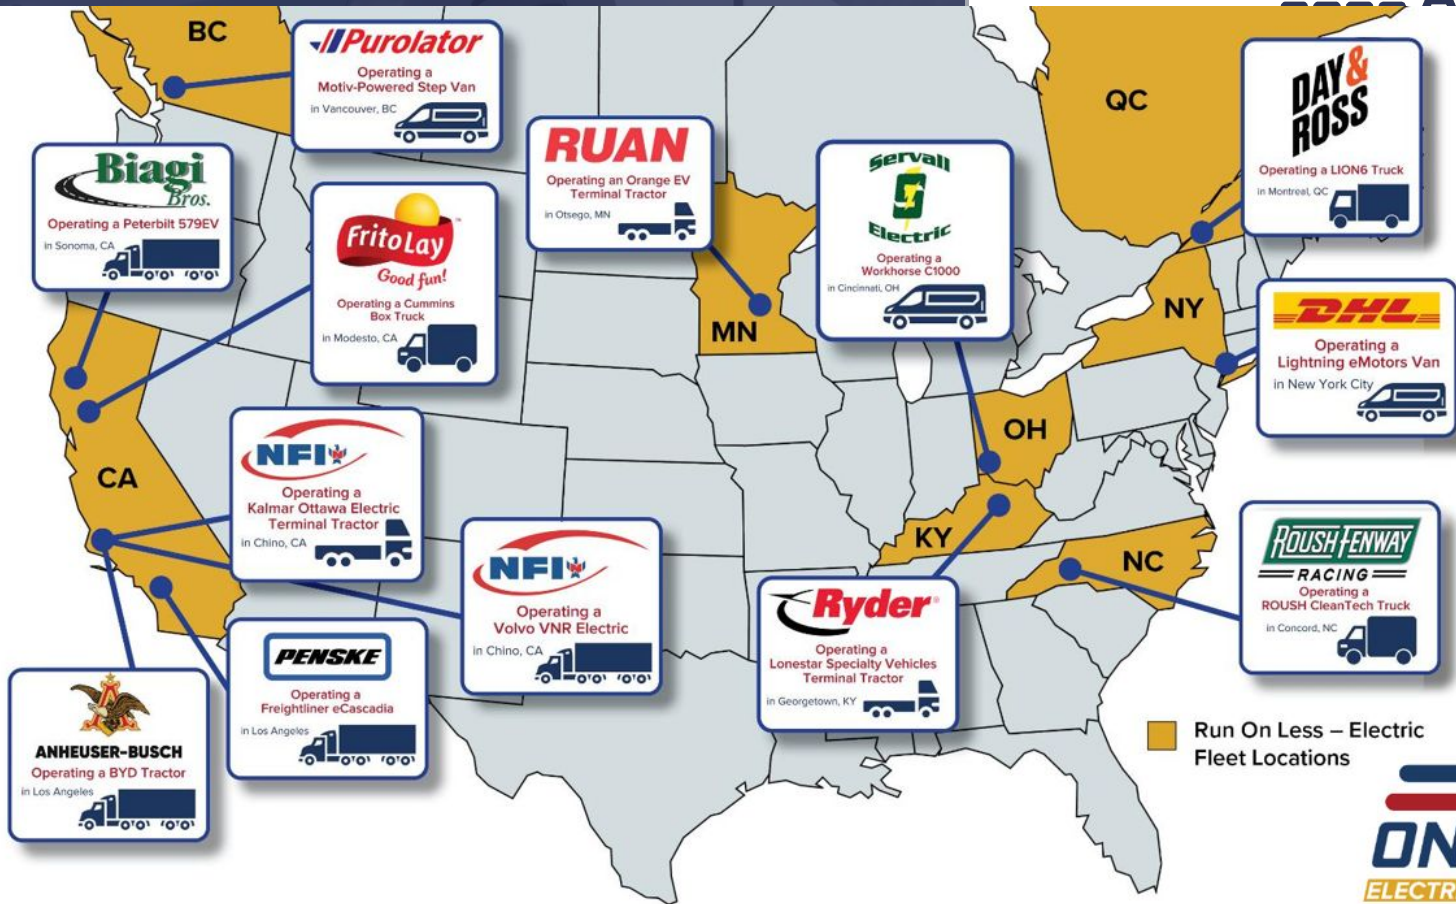 BC
Purolator
Operating a
Motiv-Powered Step Van
in Vancouver, BC
Biagi
Bros.
Operating a Peterbilt 579EV
in Sonoma, CA
FritoLay
™
Good fun!
Operating a Cummins
Box Truck
in Modesto, CA
RUAN
Operating an Orange EV
Terminal Tractor
in Otsego, MN
MN
Servall
Electric
Operating a
Workhorse C1000
in Cincinnati, OH
QC
DAY &
ROSS
Operating a LION6 Truck
in Montreal, QC
NY
DHL
Operating a
Lightning eMotors Van
in New York City
CA
NFI
Operating a
Kalmar Ottawa Electric
Terminal Tractor
in Chino, CA
NFI
Operating a
Volvo VNR Electric
in Chino, CA
OH
KY
NC
Ryder®
Operating a
Lonestar Specialty Vehicles
Terminal Tractor
in Georgetown, KY
ROUSH FENWAY
RACING
Operating a
ROUSH CleanTech Truck
in Concord, NC
PENSKE
Operating a
Freightliner eCascadia
in Los Angeles
ANHEUSER-BUSCH
Operating a BYD Tractor
in Los Angeles
Run On Less – Electric
Fleet Locations
ON
ELECTR